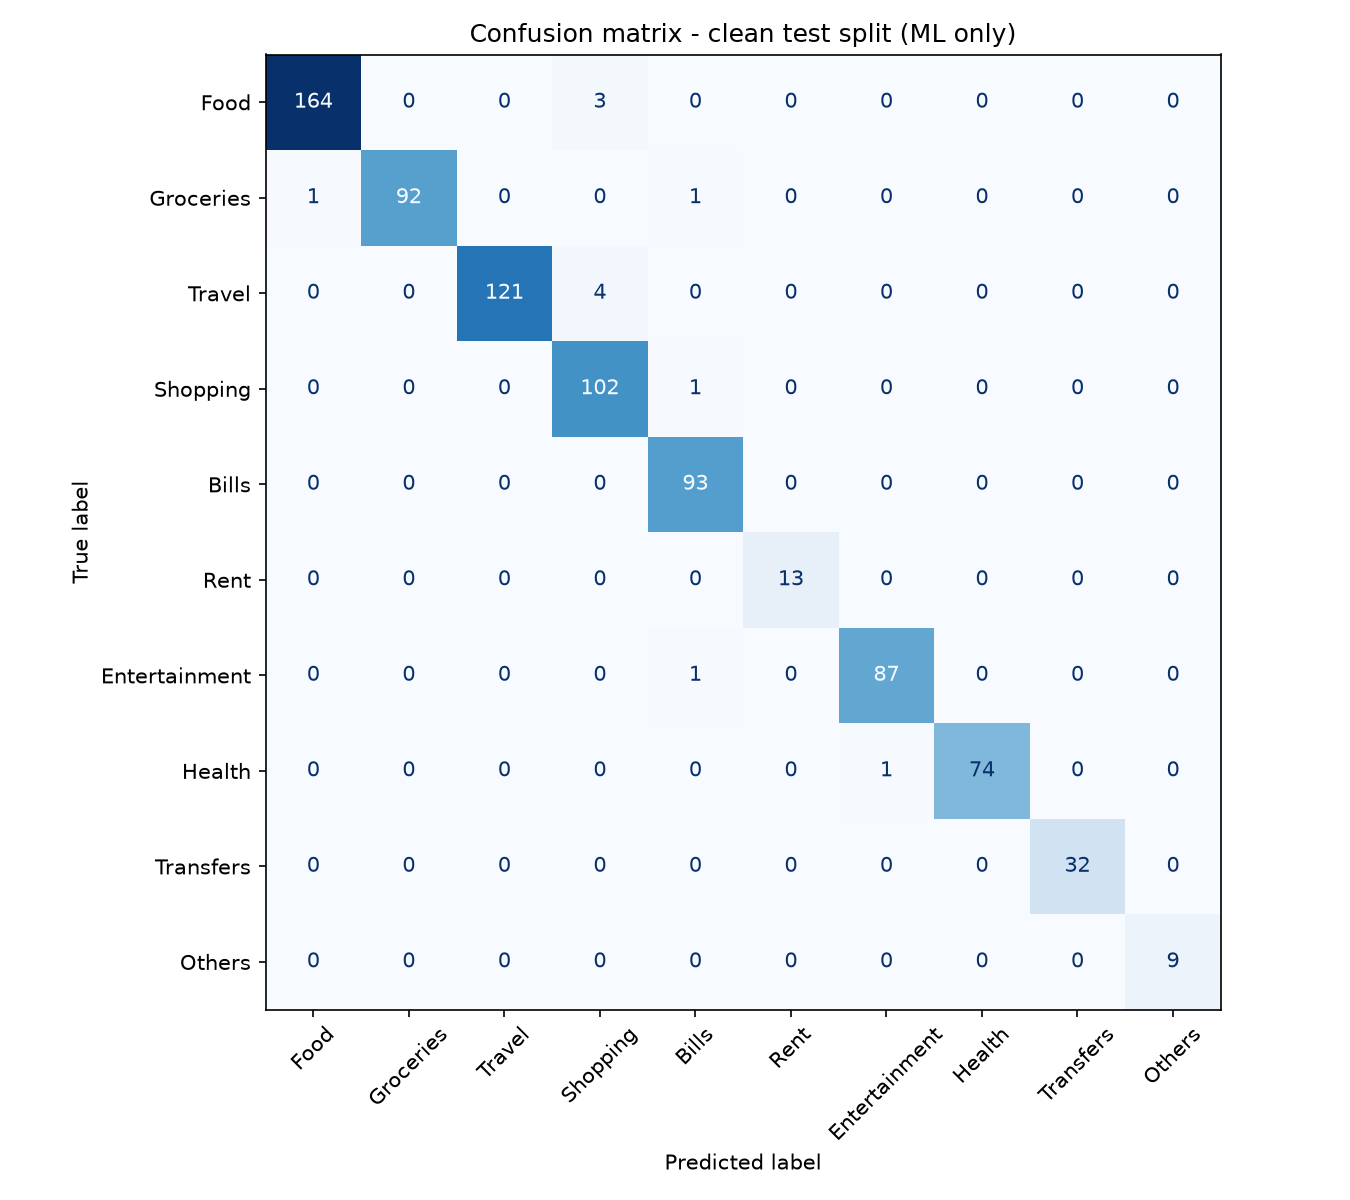 Confusion matrix - clean test split (ML only)
Food 164 0 0 3 0 0 0 0 0 0
Groceries 1 92 0 0 1 0 0 0 0 0
Travel 0 0 121 4 0 0 0 0 0 0
Shopping 0 0 0 102 1 0 0 0 0 0
Bills 0 0 0 0 93 0 0 0 0 0
Rent 0 0 0 0 0 13 0 0 0 0
Entertainment 0 0 0 0 1 0 87 0 0 0
Health 0 0 0 0 0 0 1 74 0 0
Transfers 0 0 0 0 0 0 0 0 32 0
Others 0 0 0 0 0 0 0 0 0 9
True label
Food Groceries Travel Shopping Bills Rent Entertainment Health Transfers Others
Predicted label